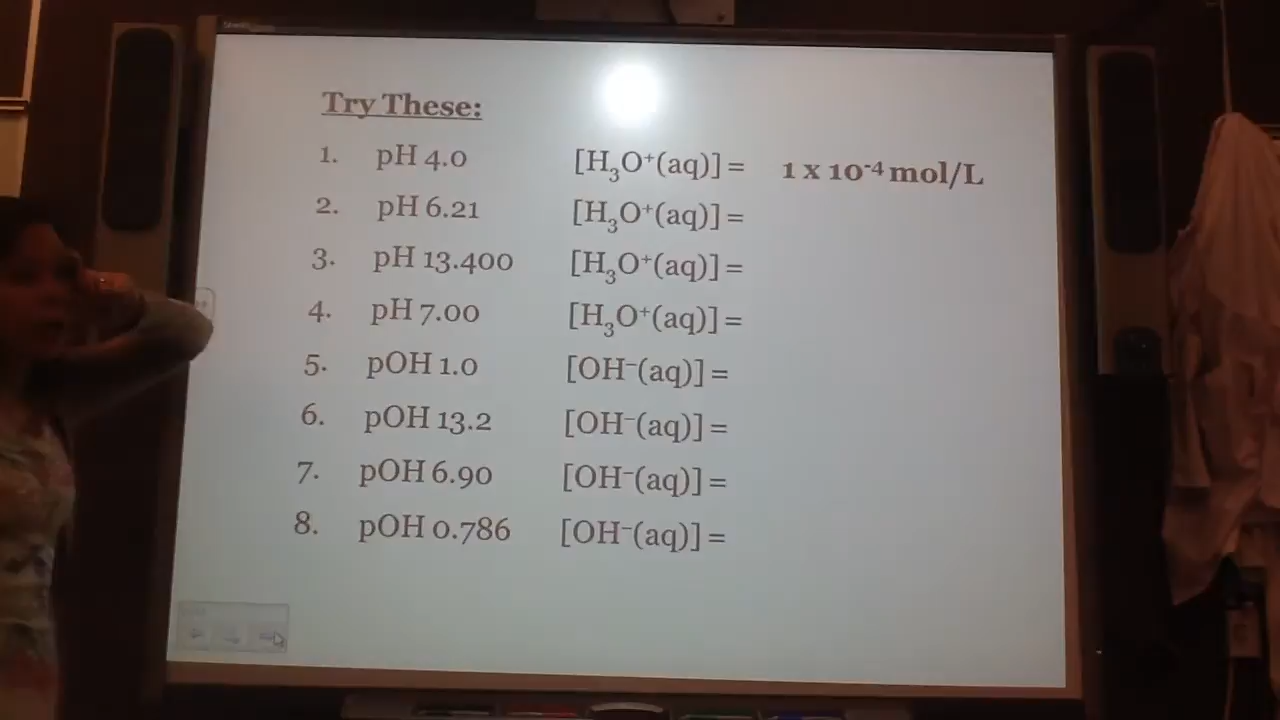 Try These:
1. pH 4.0 [H₃O⁺(aq)] = 1 x 10⁻⁴ mol/L
2. pH 6.21 [H₃O⁺(aq)] =
3. pH 13.400 [H₃O⁺(aq)] =
4. pH 7.00 [H₃O⁺(aq)] =
5. pOH 1.0 [OH⁻(aq)] =
6. pOH 13.2 [OH⁻(aq)] =
7. pOH 6.90 [OH⁻(aq)] =
8. pOH 0.786 [OH⁻(aq)] =